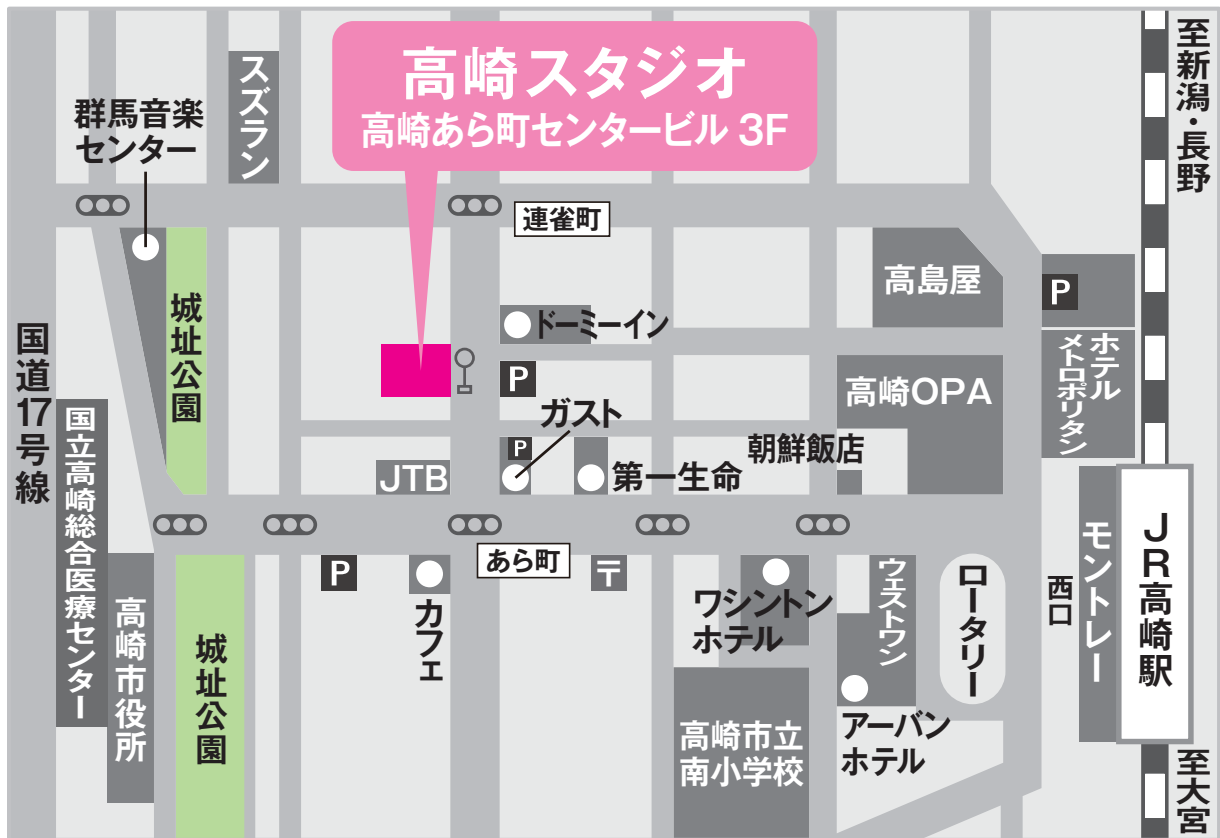 高崎スタジオ
高崎あら町センタービル 3F
至新潟・長野
スズラン
群馬音楽
センター
連雀町
高島屋
P
城址公園
ドーミーイン
ホテル
メトロポリタン
国道17号線
P
高崎OPA
ガスト
国立高崎総合医療センター
P
朝鮮飯店
JTB
第一生命
モントレー
JR高崎駅
あら町
P
〒
カフェ
ワシントン
ホテル
ウェストワン
ロータリー
西口
高崎市役所
城址公園
高崎市立
南小学校
アーバン
ホテル
至大宮